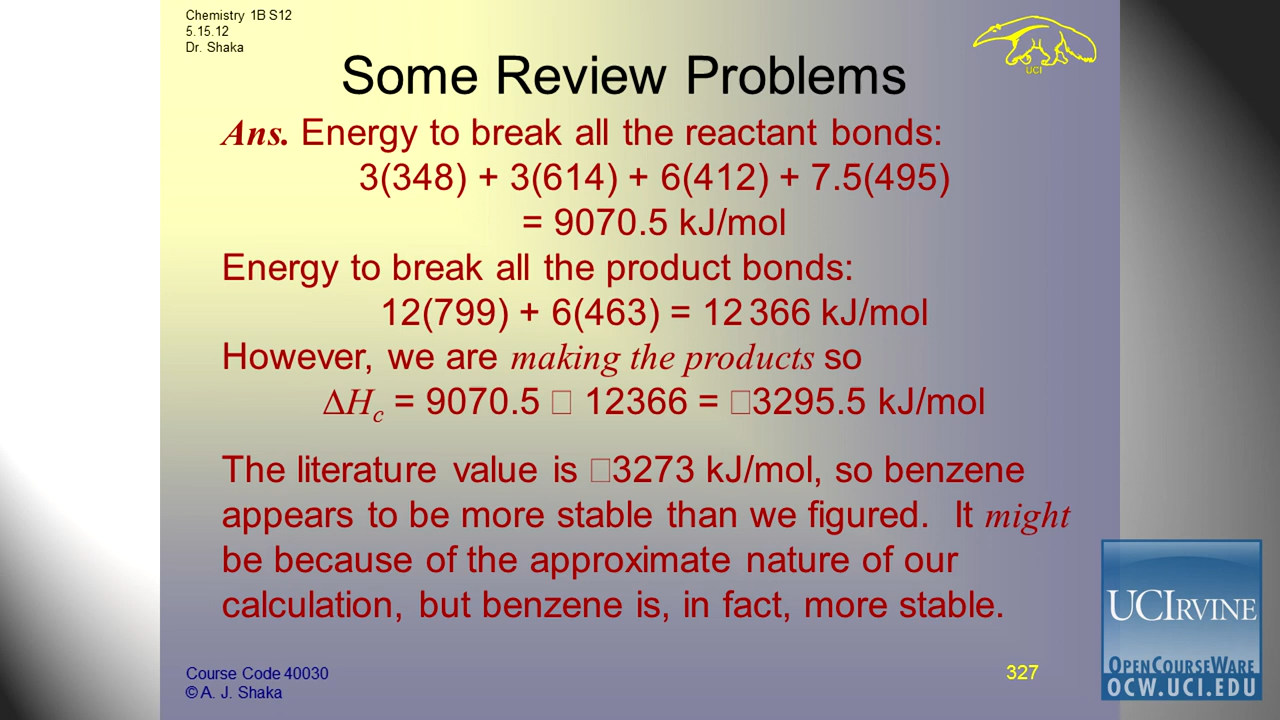 Chemistry 1B S12
5.15.12
Dr. Shaka
UCI
Some Review Problems
Ans. Energy to break all the reactant bonds:
3(348) + 3(614) + 6(412) + 7.5(495)
= 9070.5 kJ/mol
Energy to break all the product bonds:
12(799) + 6(463) = 12 366 kJ/mol
However, we are making the products so
ΔHc = 9070.5 □ 12366 = □3295.5 kJ/mol
The literature value is □3273 kJ/mol, so benzene
appears to be more stable than we figured. It might
be because of the approximate nature of our
calculation, but benzene is, in fact, more stable.
Course Code 40030
© A. J. Shaka
327
UCIRVINE
OPENCOURSEWARE
OCW.UCI.EDU